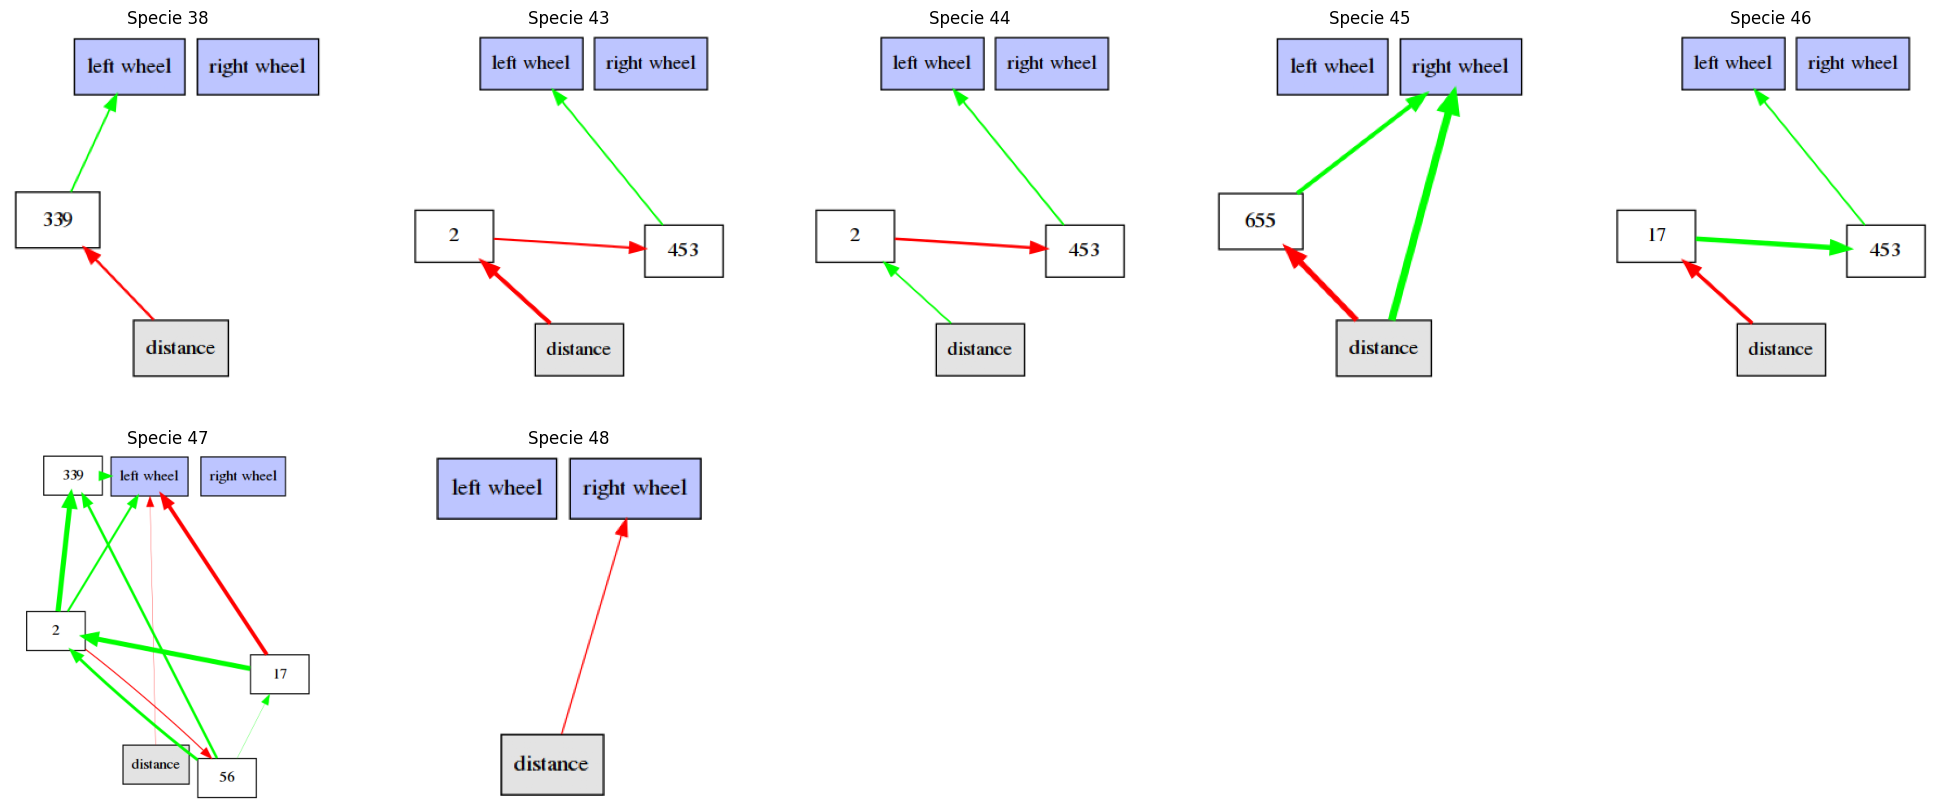 Specie 38
left wheel right wheel
339
distance
Specie 43
left wheel right wheel
2
453
distance
Specie 44
left wheel right wheel
2
453
distance
Specie 45
left wheel right wheel
655
distance
Specie 46
left wheel right wheel
17
453
distance
Specie 47
339 left wheel right wheel
2
17
distance
56
Specie 48
left wheel right wheel
distance